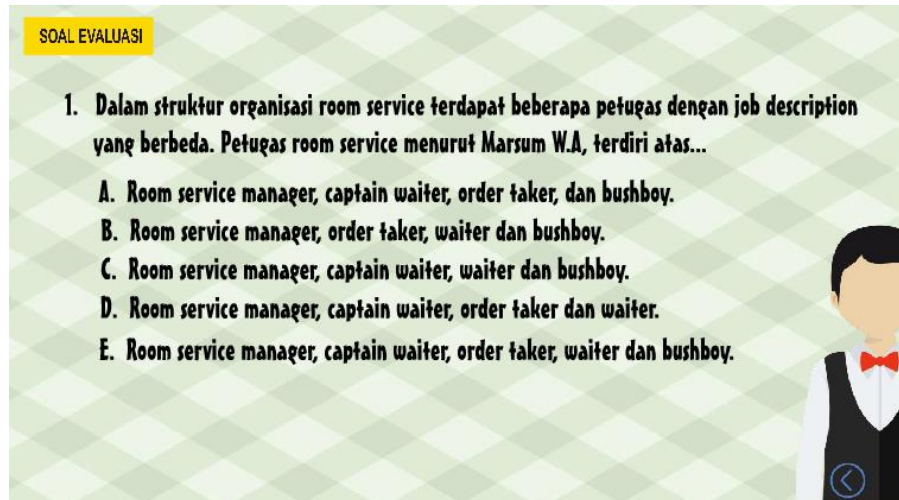 SOAL EVALUASI
1. Dalam struktur organisasi room service terdapat beberapa petugas dengan job description
yang berbeda. Petugas room service menurut Marsum W.A, terdiri atas...
A. Room service manager, captain waiter, order taker, dan bushboy.
B. Room service manager, order taker, waiter dan bushboy.
C. Room service manager, captain waiter, waiter dan bushboy.
D. Room service manager, captain waiter, order taker dan waiter.
E. Room service manager, captain waiter, order taker, waiter dan bushboy.